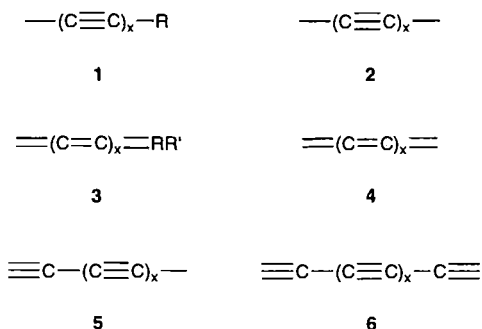 —(C≡C)x—R
—(C≡C)x—
1
2
=(C=C)x=RR'
=(C=C)x=
3
4
≡C—(C≡C)x—
≡C—(C≡C)x—C≡
5
6